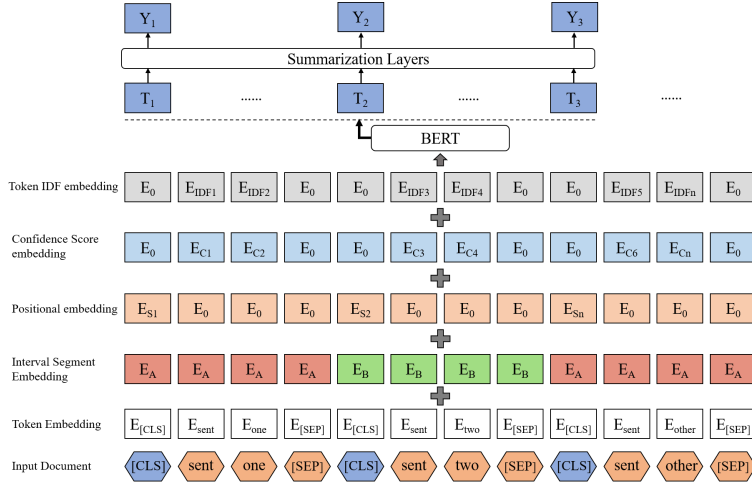 Y1 Y2 Y3
Summarization Layers
T1 ...... T2 ...... T3 ......
BERT
Token IDF embedding E0 EIDF1 EIDF2 E0 E0 EIDF3 EIDF4 E0 E0 EIDF5 EIDFn E0
Confidence Score
embedding
E0 EC1 EC2 E0 E0 EC3 EC4 E0 E0 EC6 ECn E0
Positional embedding ES1 E0 E0 E0 ES2 E0 E0 E0 ESn E0 E0 E0
Interval Segment
Embedding
EA EA EA EA EB EB EB EB EA EA EA EA
Token Embedding E[CLS] Esent Eone E[SEP] E[CLS] Esent Etwo E[SEP] E[CLS] Esent Eother E[SEP]
Input Document [CLS] sent one [SEP] [CLS] sent two [SEP] [CLS] sent other [SEP]